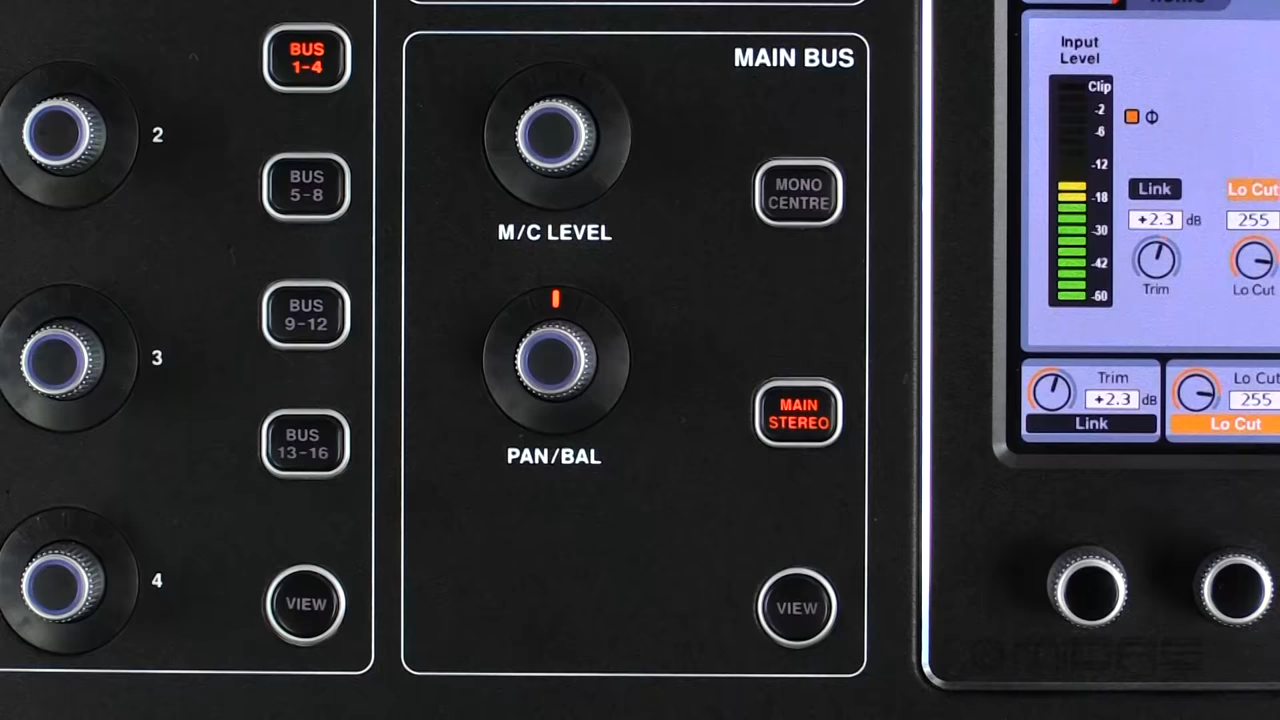 BUS
1-4
2
BUS
5-8
BUS
9-12
3
BUS
13-16
4
VIEW
MAIN BUS
MONO
CENTRE
M/C LEVEL
MAIN
STEREO
PAN/BAL
VIEW
Input
Level
Clip
-2
-6
-12
-18
-30
-42
-60
Φ
Link
+2.3 dB
Trim
Lo Cut
255
Lo Cut
Trim
+2.3 dB
Link
Lo Cut
255
Lo Cut
MIDAS